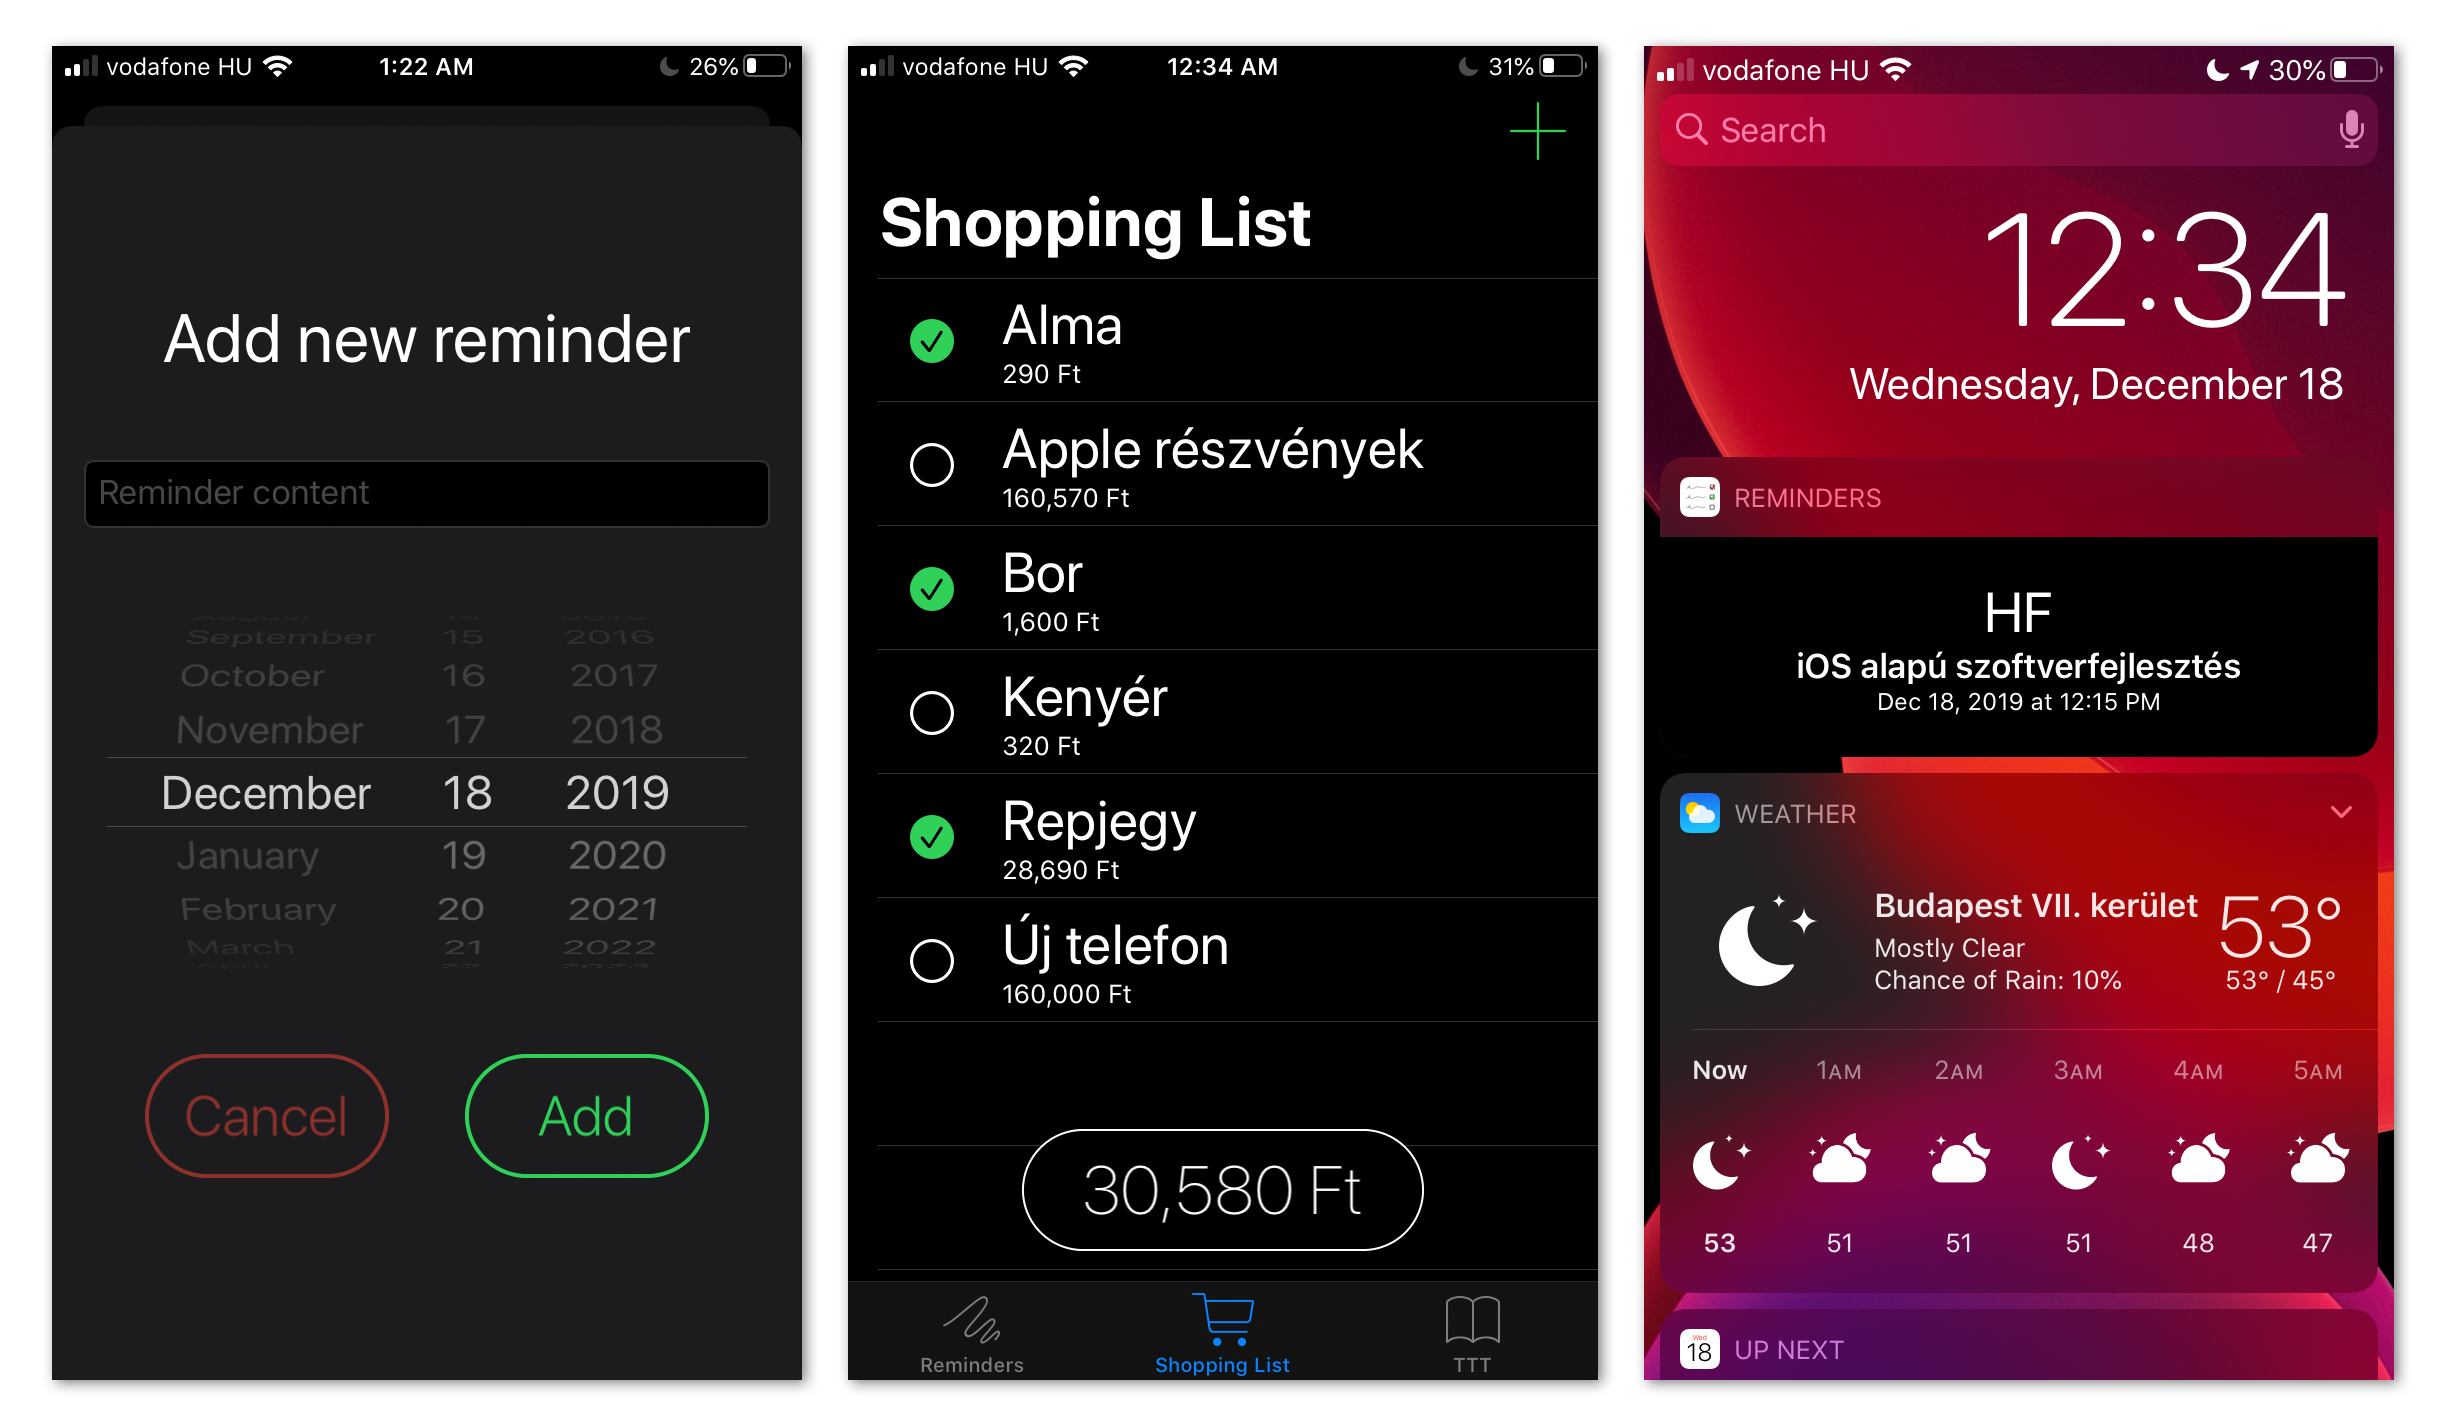 vodafone HU 1:22 AM 26%
Add new reminder
Reminder content
September 15 2016
October 16 2017
November 17 2018
December 18 2019
January 19 2020
February 20 2021
March 21 2022
Cancel Add
vodafone HU 12:34 AM 31%
Shopping List
Alma
290 Ft
Apple részvények
160,570 Ft
Bor
1,600 Ft
Kenyér
320 Ft
Repjegy
28,690 Ft
Új telefon
160,000 Ft
30,580 Ft
Reminders Shopping List TTT
vodafone HU 30%
Search
12:34
Wednesday, December 18
REMINDERS
HF
iOS alapú szoftverfejlesztés
Dec 18, 2019 at 12:15 PM
WEATHER
Budapest VII. kerület 53°
Mostly Clear
Chance of Rain: 10% 53° / 45°
Now 1AM 2AM 3AM 4AM 5AM
53 51 51 51 48 47
Wed
18 UP NEXT